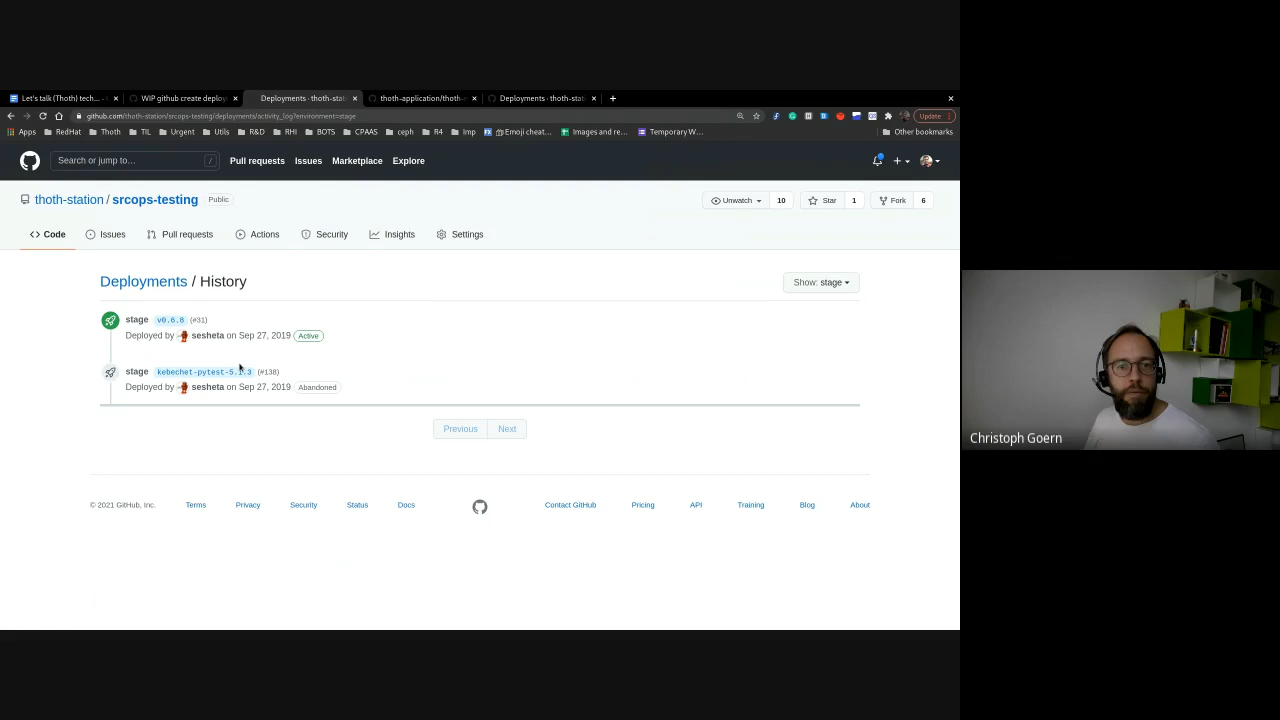 Let's talk (Thoth) tech...
WIP github create deploy
Deployments · thoth-stat
thoth-application/thoth-
Deployments · thoth-stat
github.com/thoth-station/srcops-testing/deployments/activity_log?environment=stage
Update
Apps RedHat Thoth TIL Urgent Utils R&D RHI BOTS CPAAS ceph R4 Imp Emoji cheat... Images and re... Temporary W... Other bookmarks
Search or jump to... /
Pull requests Issues Marketplace Explore
thoth-station / srcops-testing Public
Unwatch 10 Star 1 Fork 6
Code Issues Pull requests Actions Security Insights Settings
Deployments / History
Show: stage
stage v0.6.8 (#31)
Deployed by sesheta on Sep 27, 2019 Active
stage (#138)
Deployed by sesheta on Sep 27, 2019 Abandoned
Previous Next
© 2021 GitHub, Inc. Terms Privacy Security Status Docs Contact GitHub Pricing API Training Blog About
Christoph Goern